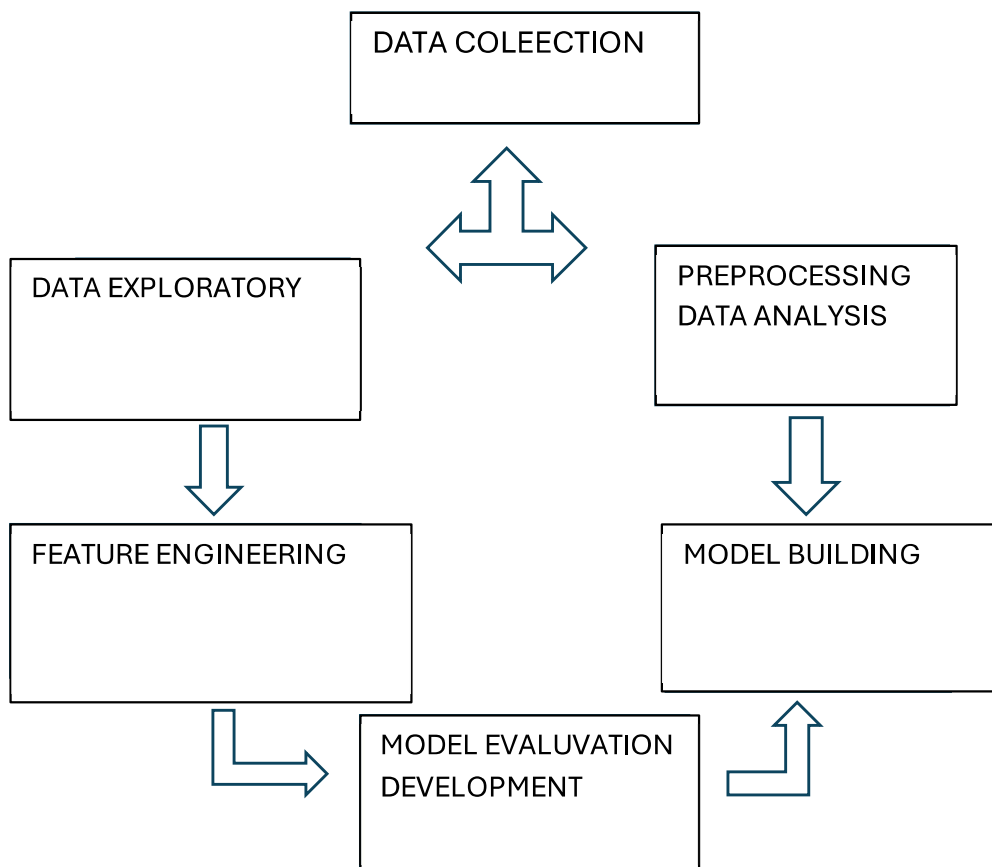 DATA COLEECTION
DATA EXPLORATORY
PREPROCESSING
DATA ANALYSIS
FEATURE ENGINEERING
MODEL BUILDING
MODEL EVALUVATION
DEVELOPMENT